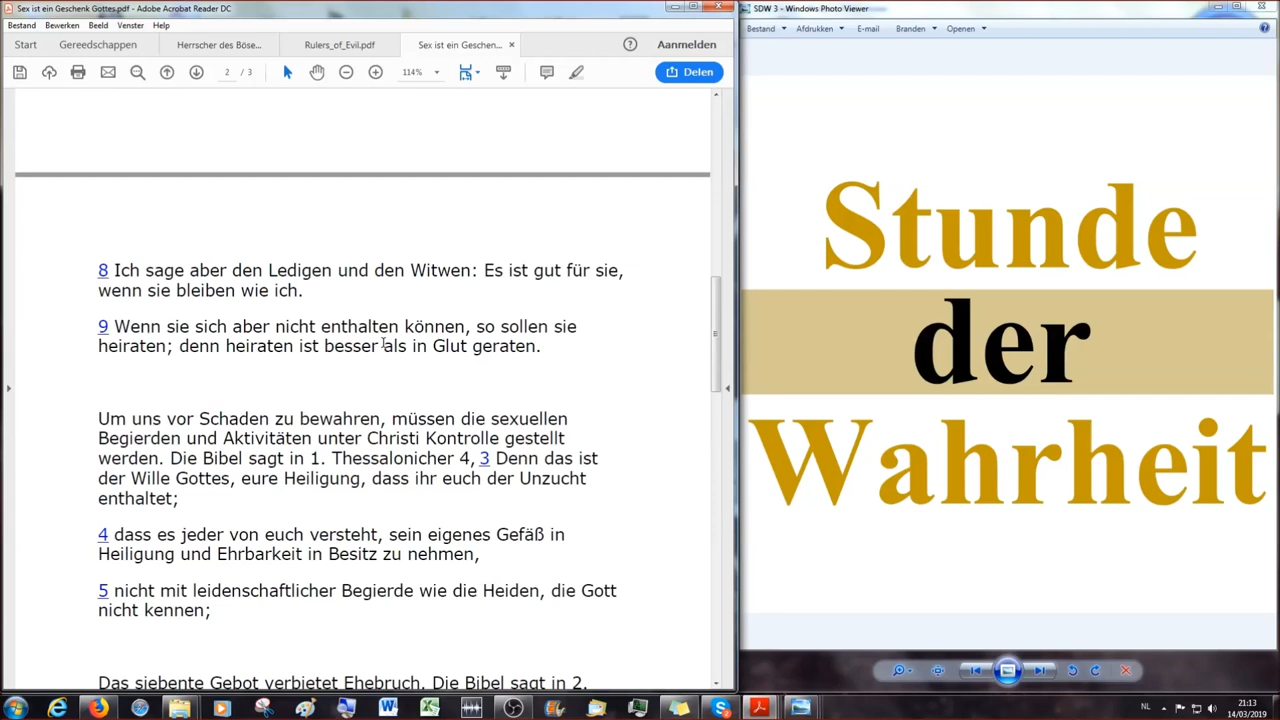 Sex ist ein Geschenk Gottes.pdf - Adobe Acrobat Reader DC
Bestand Bewerken Beeld Venster Help
Start Gereedschappen Herrscher des Böse... Rulers_of_Evil.pdf Sex ist ein Geschen... × Aanmelden
2 / 3 114% Delen
8 Ich sage aber den Ledigen und den Witwen: Es ist gut für sie,
wenn sie bleiben wie ich.
9 Wenn sie sich aber nicht enthalten können, so sollen sie
heiraten; denn heiraten ist besser als in Glut geraten.
Um uns vor Schaden zu bewahren, müssen die sexuellen
Begierden und Aktivitäten unter Christi Kontrolle gestellt
werden. Die Bibel sagt in 1. Thessalonicher 4, 3 Denn das ist
der Wille Gottes, eure Heiligung, dass ihr euch der Unzucht
enthaltet;
4 dass es jeder von euch versteht, sein eigenes Gefäß in
Heiligung und Ehrbarkeit in Besitz zu nehmen,
5 nicht mit leidenschaftlicher Begierde wie die Heiden, die Gott
nicht kennen;
Das siebente Gebot verbietet Ehebruch. Die Bibel sagt in 2.
SDW 3 - Windows Photo Viewer
Bestand Afdrukken E-mail Branden Openen
Stunde
der
Wahrheit
NL 21:13
14/03/2019